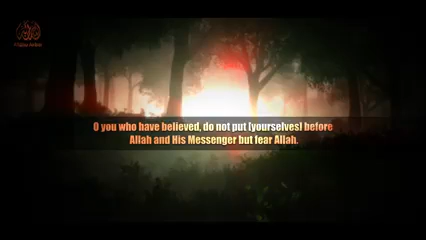 O you who have believed, do not put [yourselves] before
Allah and His Messenger but fear Allah.